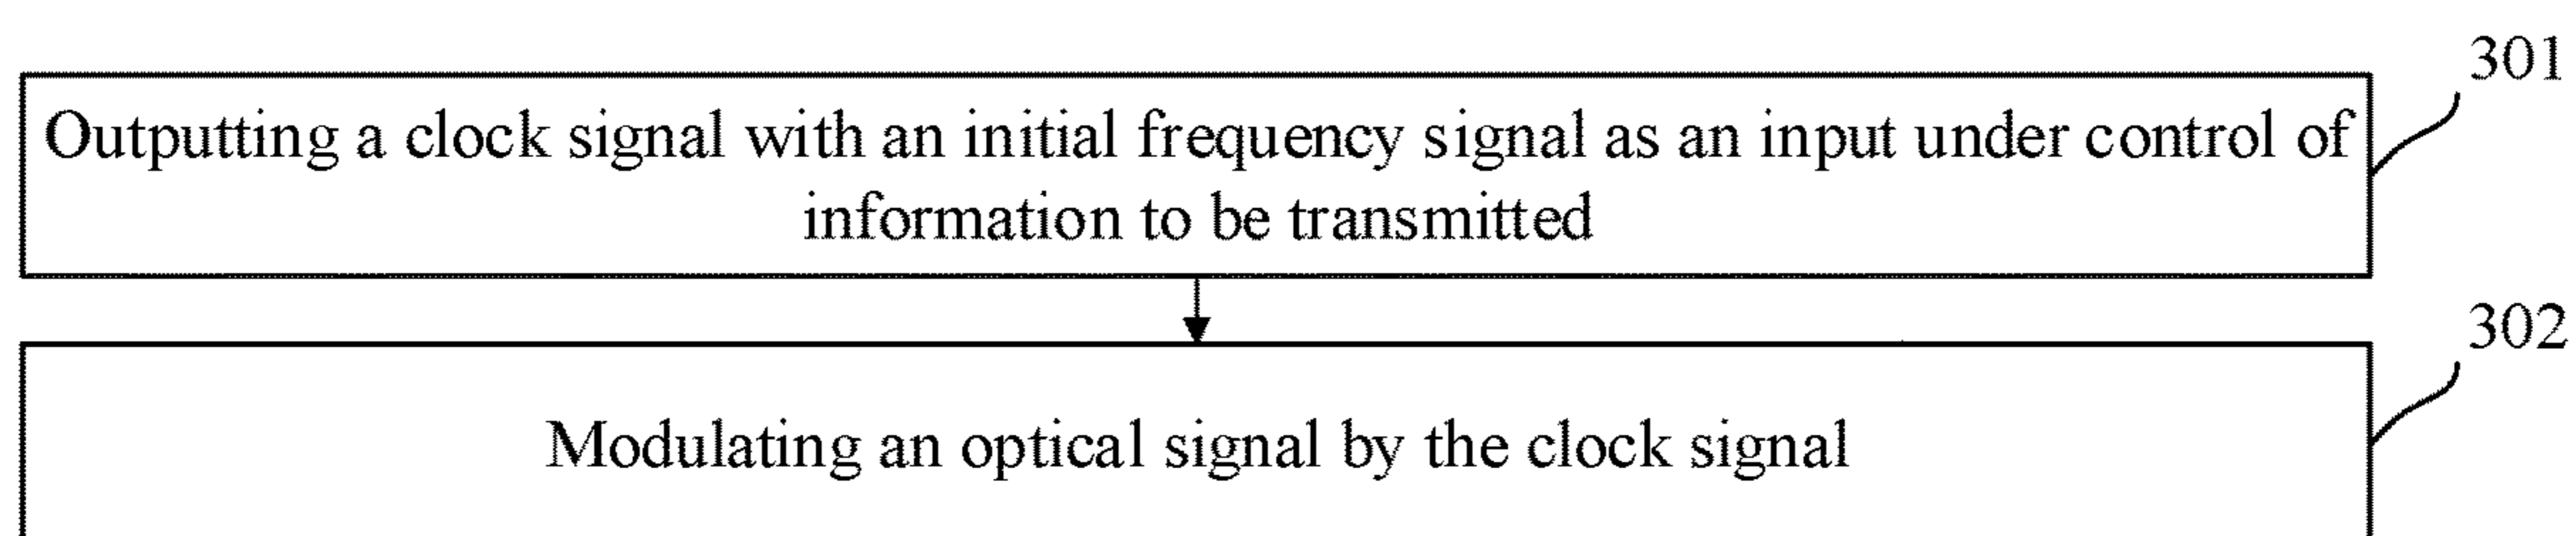 301
Outputting a clock signal with an initial frequency signal as an input under control of
information to be transmitted
302
Modulating an optical signal by the clock signal